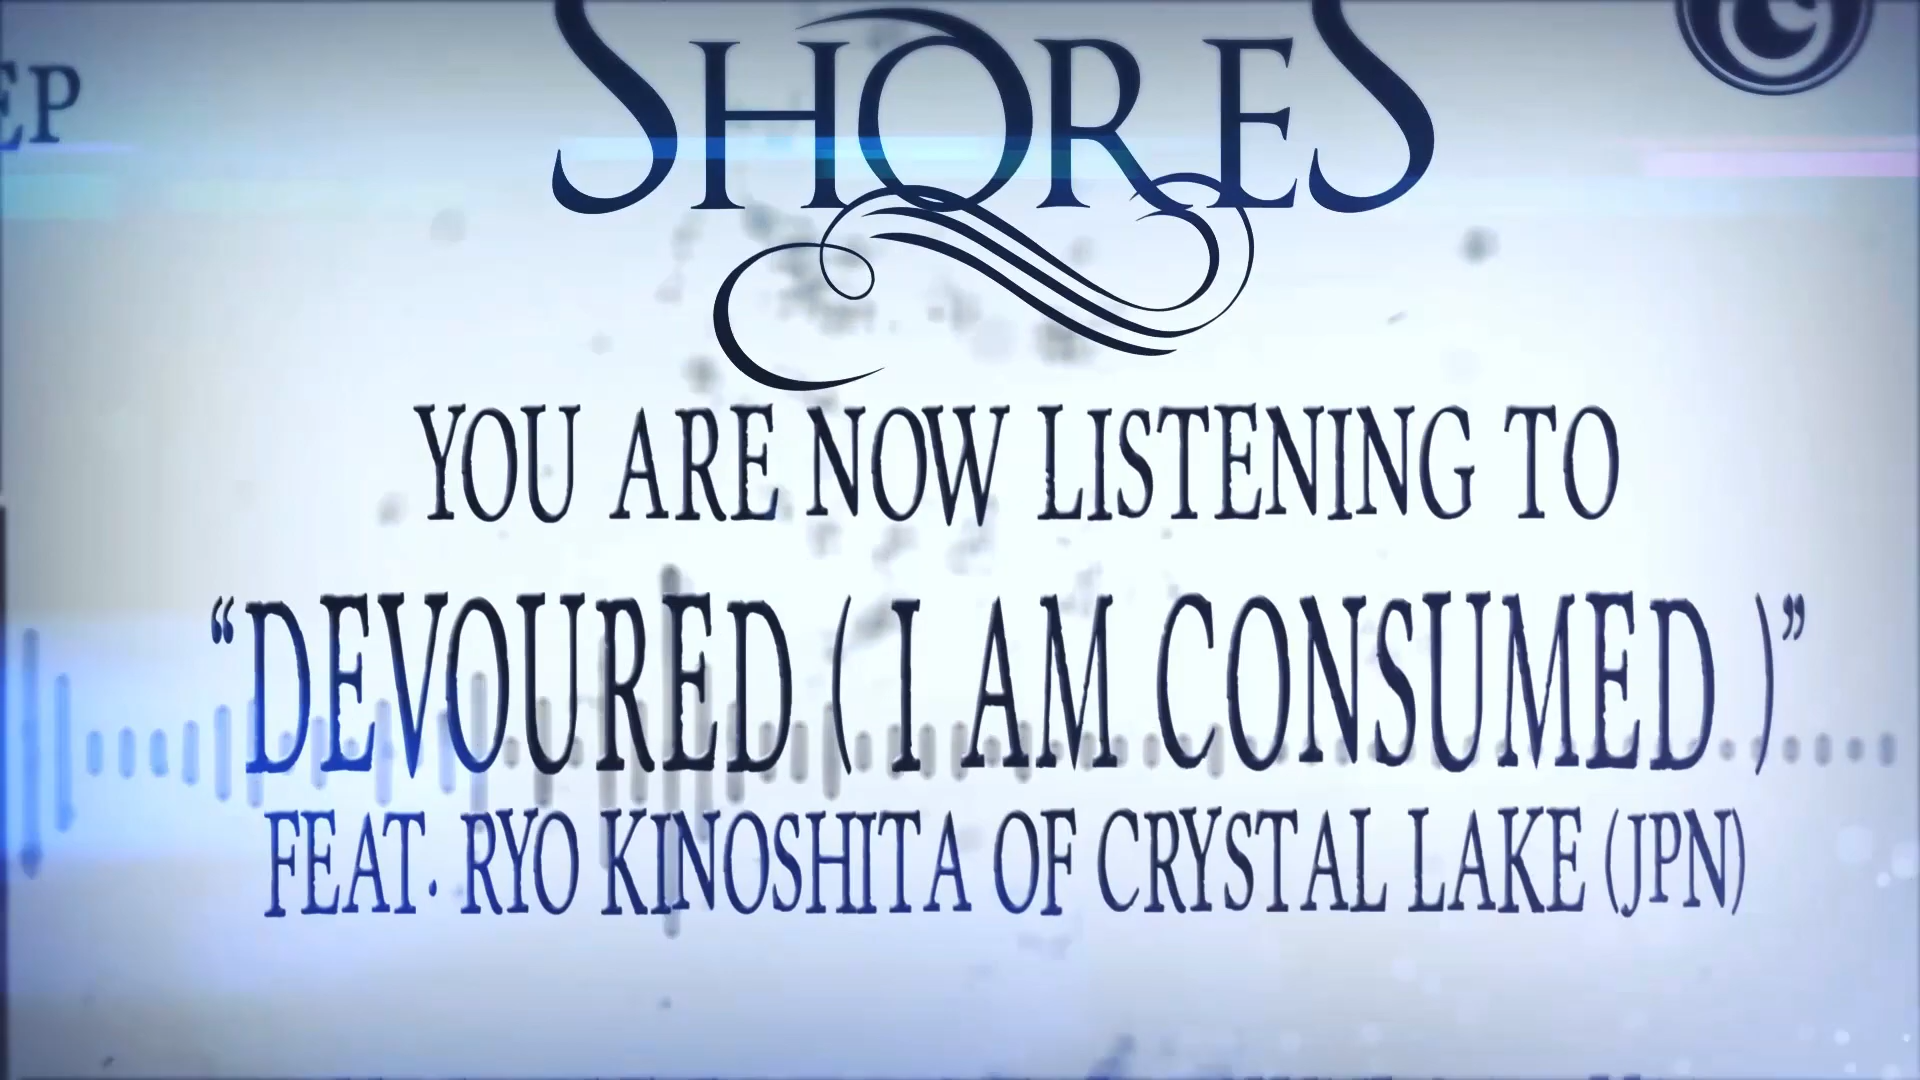 EP
SHORES
YOU ARE NOW LISTENING TO
“DEVOURED ( I AM CONSUMED )”
FEAT. RYO KINOSHITA OF CRYSTAL LAKE (JPN)